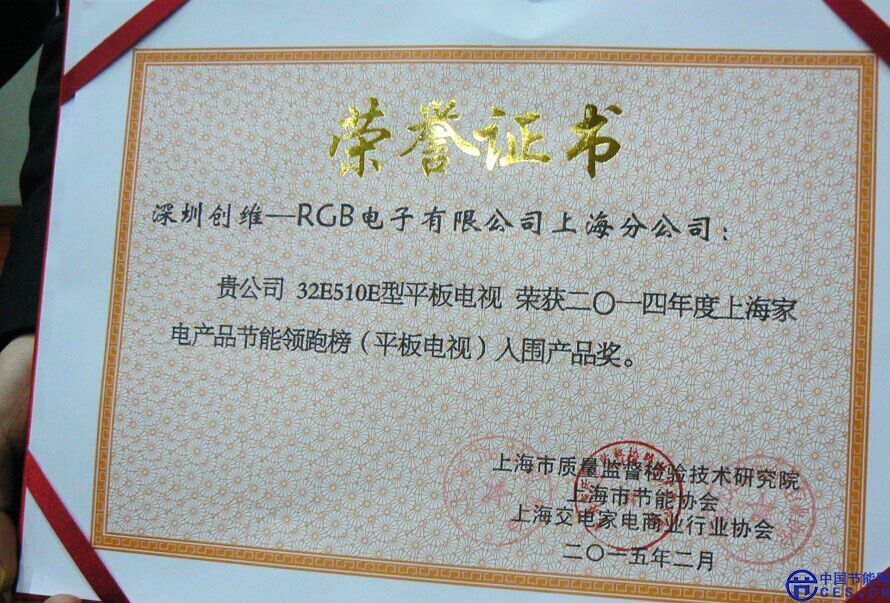 荣誉证书
深圳创维—RGB电子有限公司上海分公司：
贵公司 32E510E型平板电视 荣获二〇一四年度上海家
电产品节能领跑榜（平板电视）入围产品奖。
上海市质量监督检验技术研究院
上海市节能协会
上海交电家电商业行业协会
二〇一五年二月
中国节能